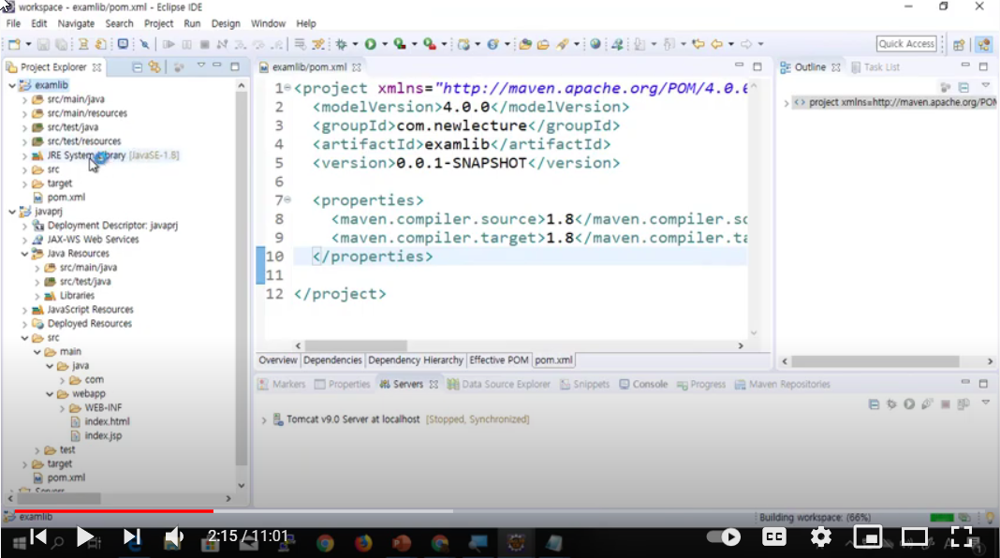 workspace - examlib/pom.xml - Eclipse IDE
File Edit Navigate Search Project Run Design Window Help
Quick Access
Project Explorer
examlib/pom.xml
Outline
Task List
examlib
src/main/java
src/main/resources
src/test/java
src/test/resources
JRE System Library [JavaSE-1.8]
src
target
pom.xml
javaprj
Deployment Descriptor: javaprj
JAX-WS Web Services
Java Resources
src/main/java
src/test/java
Libraries
JavaScript Resources
Deployed Resources
src
main
java
com
webapp
WEB-INF
index.html
index.jsp
test
target
pom.xml
Servers
1 <project xmlns="http://maven.apache.org/POM/4.0.0
2 <modelVersion>4.0.0</modelVersion>
3 <groupId>com.newlecture</groupId>
4 <artifactId>examlib</artifactId>
5 <version>0.0.1-SNAPSHOT</version>
6
7 <properties>
8 <maven.compiler.source>1.8</maven.compiler.so
9 <maven.compiler.target>1.8</maven.compiler.ta
10 </properties>
11
12 </project>
project xmlns=http://maven.apache.org/POM
Overview Dependencies Dependency Hierarchy Effective POM pom.xml
Markers Properties Servers Data Source Explorer Snippets Console Progress Maven Repositories
Tomcat v9.0 Server at localhost [Stopped, Synchronized]
examlib
Building workspace: (66%)
2:15 / 11:01
CC